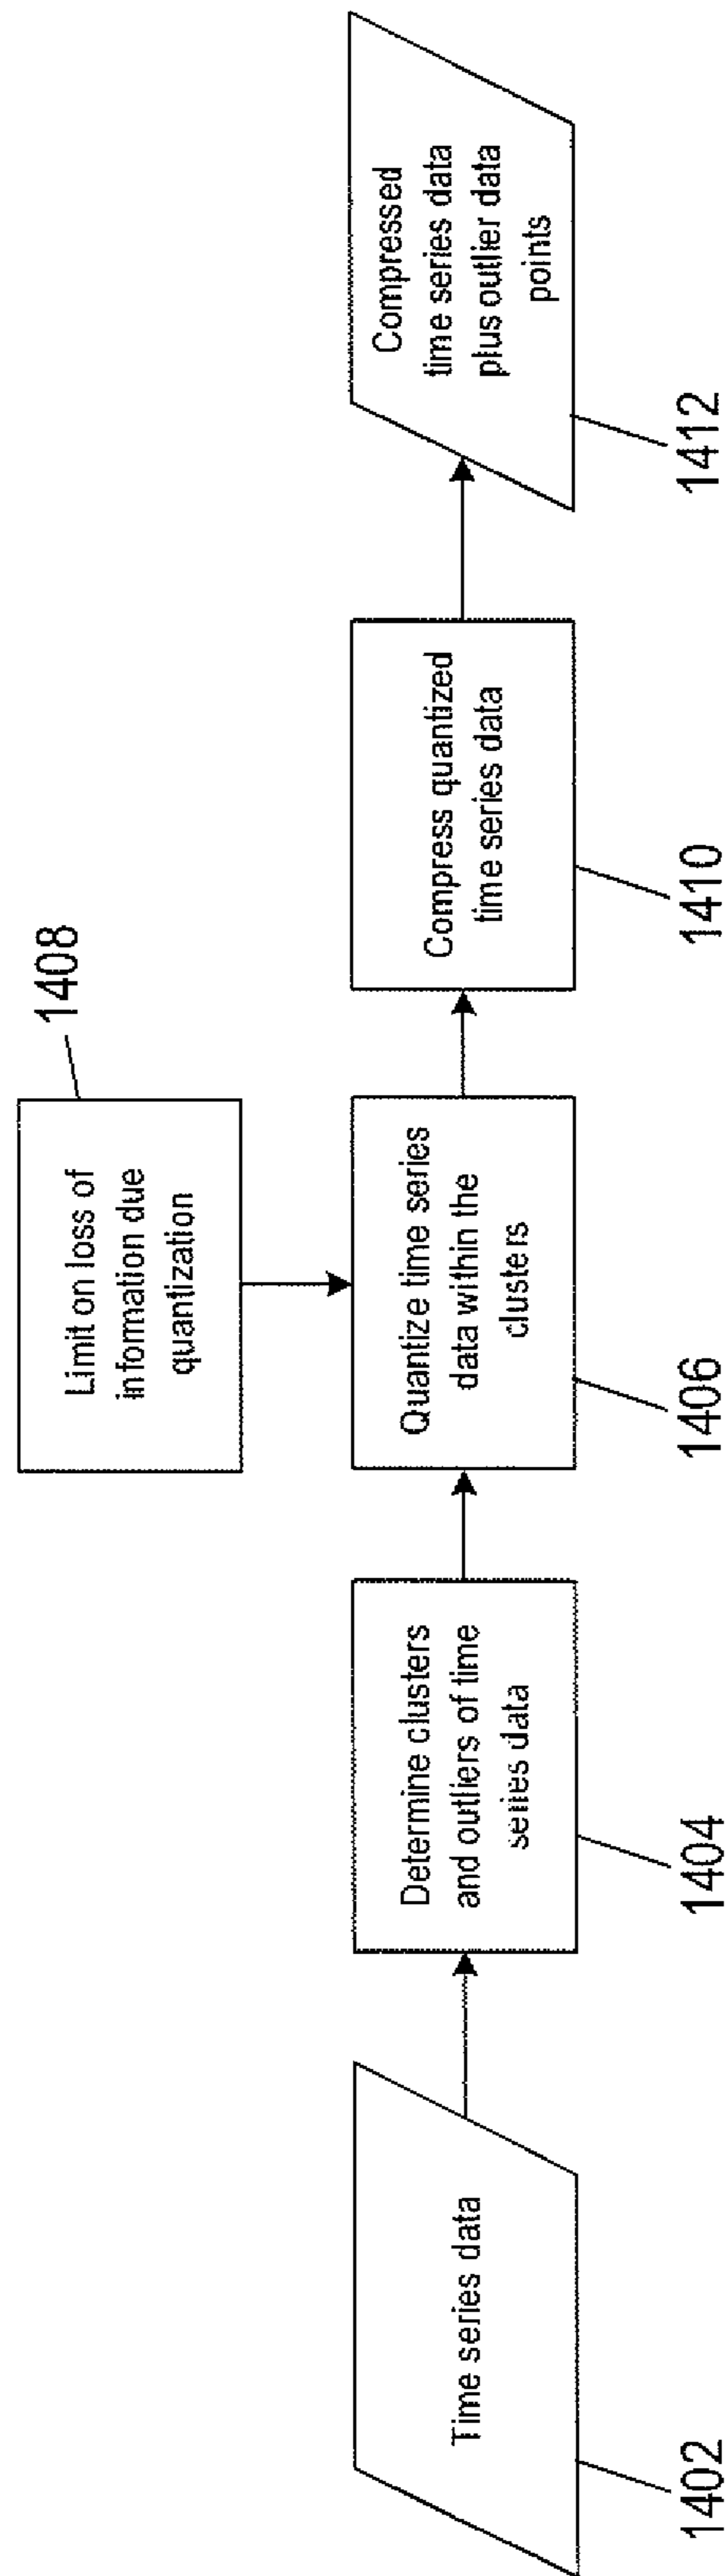 Time series data
1402
Determine clusters
and outliers of time
series data
1404
Limit on loss of
information due
quantization
1408
Quantize time series
data within the
clusters
1406
Compress quantized
time series data
1410
Compressed
time series data
plus outlier data
points
1412